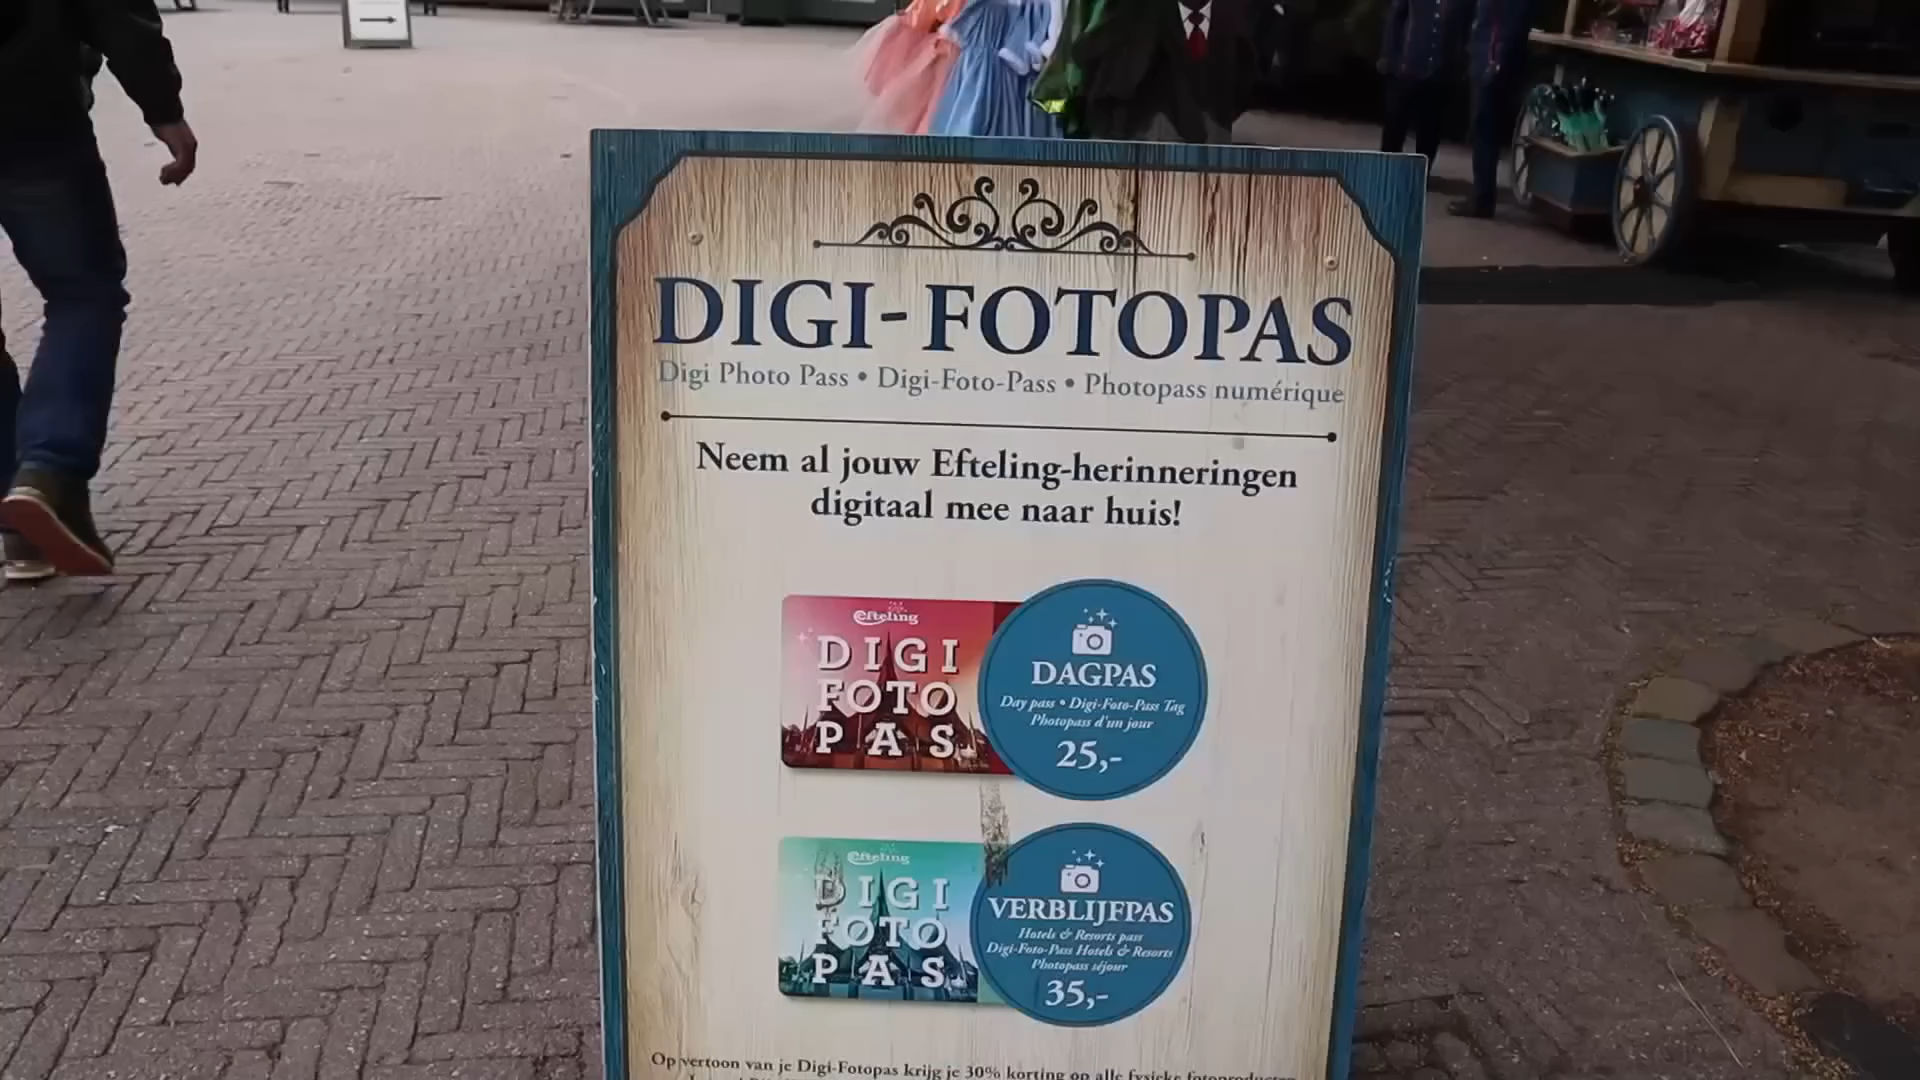 DIGI-FOTOPAS
Digi Photo Pass • Digi-Foto-Pass • Photopass numérique
Neem al jouw Efteling-herinneringen
digitaal mee naar huis!
Efteling
DIGI
FOTO
PAS
DAGPAS
Day pass • Digi-Foto-Pass Tag
Photopass d'un jour
25,-
Efteling
DIGI
FOTO
PAS
VERBLIJFPAS
Hotels & Resorts pass
Digi-Foto-Pass Hotels & Resorts
Photopass séjour
35,-
Op vertoon van je Digi-Fotopas krijg je 30% korting op alle fysieke fotoproducten